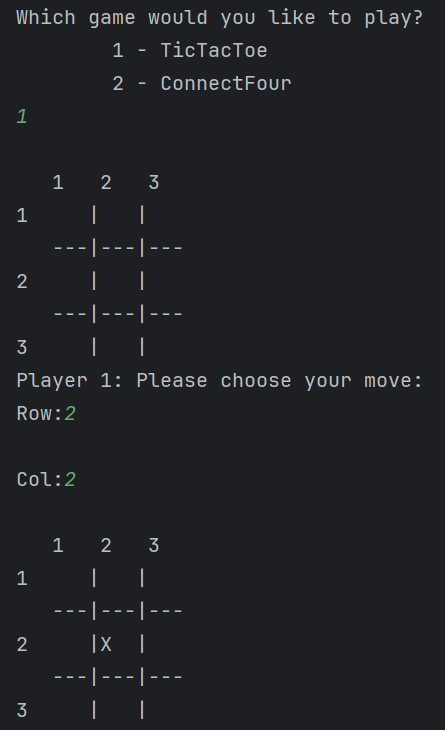 Which game would you like to play?
        1 - TicTacToe
        2 - ConnectFour
1

   1   2   3
1      |   |
   ---|---|---
2      |   |
   ---|---|---
3      |   |
Player 1: Please choose your move:
Row:2

Col:2

   1   2   3
1      |   |
   ---|---|---
2      |X  |
   ---|---|---
3      |   |